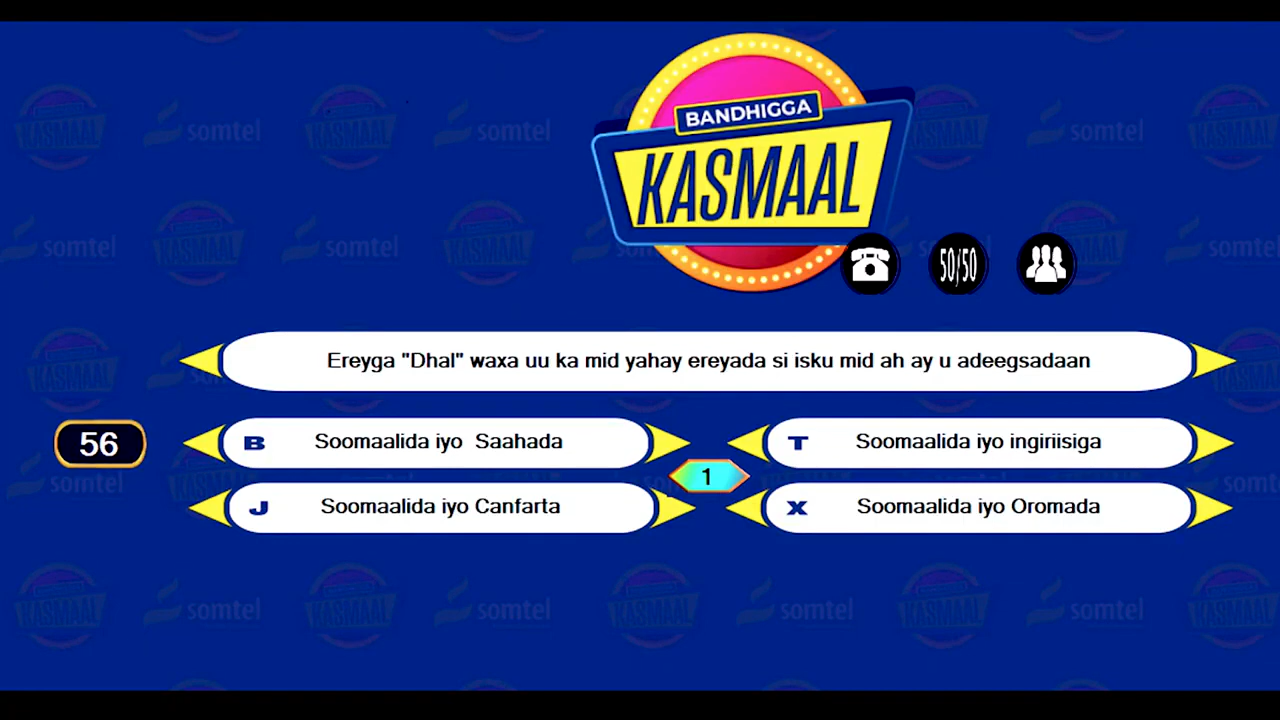 BANDHIGGA
KASMAAL
50/50
Ereyga "Dhal" waxa uu ka mid yahay ereyada si isku mid ah ay u adeegsadaan
56
B Soomaalida iyo Saahada
T Soomaalida iyo ingiriisiga
1
J Soomaalida iyo Canfarta
X Soomaalida iyo Oromada
somtel